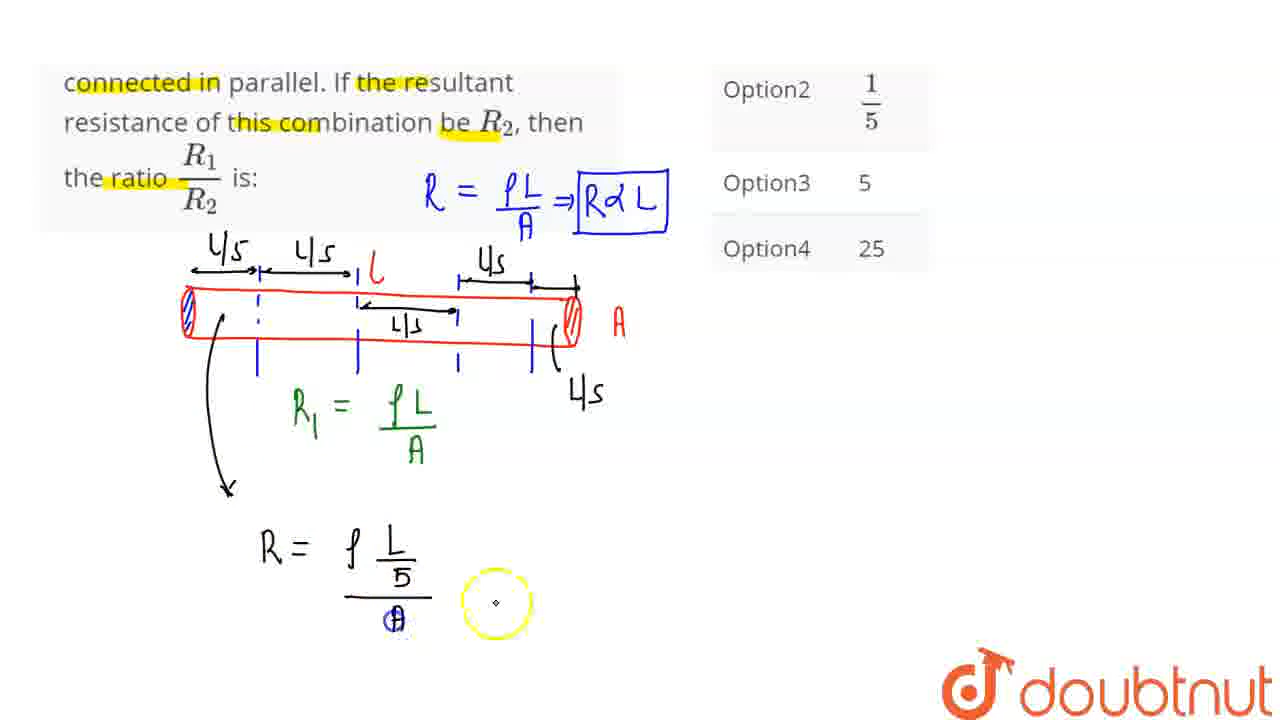 connected in parallel. If the resultant
resistance of this combination be R₂, then
the ratio R₁/R₂ is:
Option2 1/5
Option3 5
Option4 25
R = ρL/A ⇒ R∝L
L/5 L/5 L L/5
L/5
A
L/5
R₁ = ρL/A
R = ρ L/5 / A
doubtnut